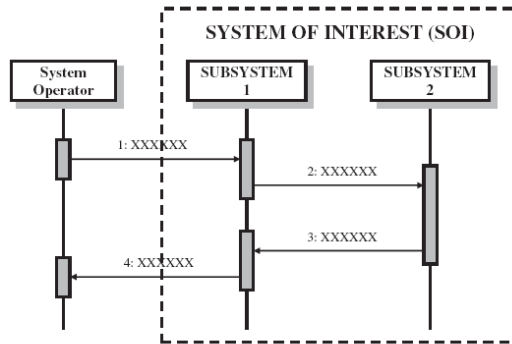 SYSTEM OF INTEREST (SOI)
System
Operator
SUBSYSTEM
1
SUBSYSTEM
2
1: XXXXXX
2: XXXXXX
3: XXXXXX
4: XXXXXX